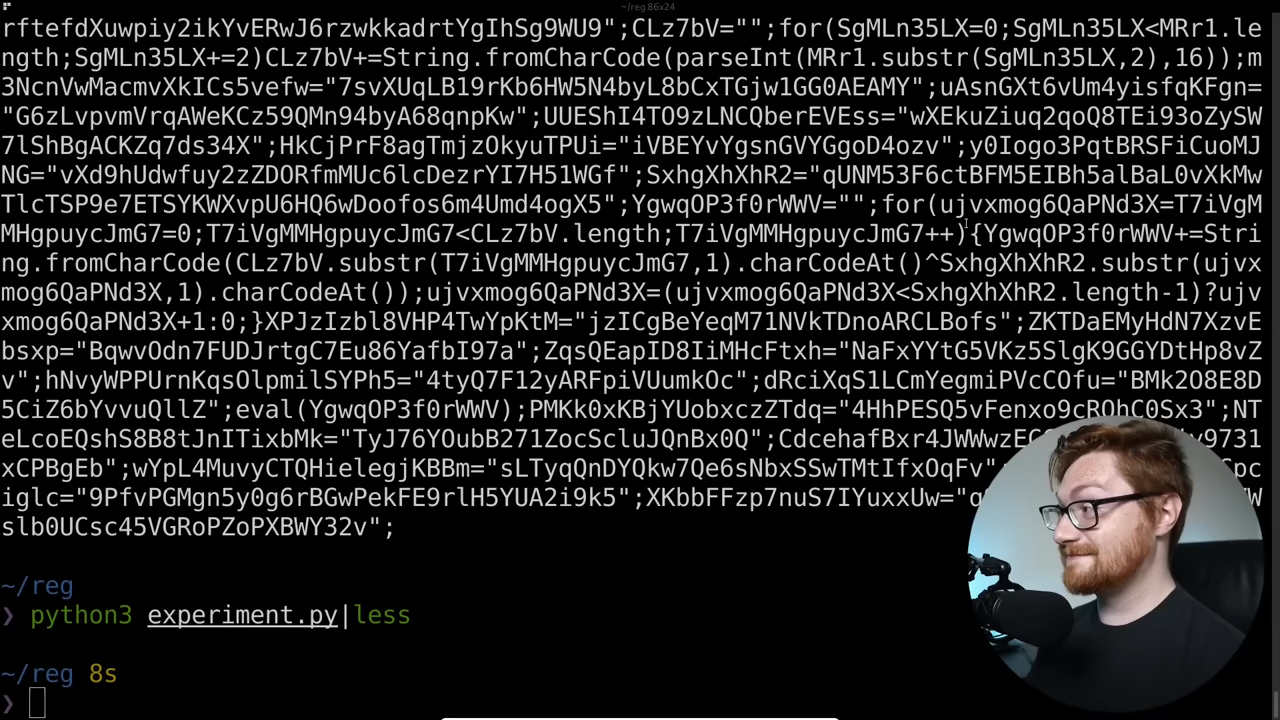 ~/reg 86x24
rftefdXuwpiy2ikYvERwJ6rzwkkadrtYgIhSg9WU9";CLz7bV="";for(SgMLn35LX=0;SgMLn35LX<MRr1.le
ngth;SgMLn35LX+=2)CLz7bV+=String.fromCharCode(parseInt(MRr1.substr(SgMLn35LX,2),16));m
3NcnVwMacmvXkICs5vefw="7svXUqLB19rKb6HW5N4byL8bCxTGjw1GG0AEAMY";uAsnGXt6vUm4yisfqKFgn=
"G6zLvpvmVrqAWeKCz59QMn94byA68qnpKw";UUEShI4TO9zLNCQberEVEss="wXEkuZiuq2qoQ8TEi93oZySW
7lShBgACKZq7ds34X";HkCjPrF8agTmjzOkyuTPUi="iVBEYvYgsnGVYGgoD4ozv";y0Iogo3PqtBRSFiCuoMJ
NG="vXd9hUdwfuy2zZDORfmMUc6lcDezrYI7H51WGf";SxhgXhXhR2="qUNM53F6ctBFM5EIBh5alBaL0vXkMw
TlcTSP9e7ETSYKWXvpU6HQ6wDoofos6m4Umd4ogX5";YgwqOP3f0rWWV="";for(ujvxmog6QaPNd3X=T7iVgM
MHgpuycJmG7=0;T7iVgMMHgpuycJmG7<CLz7bV.length;T7iVgMMHgpuycJmG7++){YgwqOP3f0rWWV+=Stri
ng.fromCharCode(CLz7bV.substr(T7iVgMMHgpuycJmG7,1).charCodeAt()^SxhgXhXhR2.substr(ujvx
mog6QaPNd3X,1).charCodeAt());ujvxmog6QaPNd3X=(ujvxmog6QaPNd3X<SxhgXhXhR2.length-1)?ujv
xmog6QaPNd3X+1:0;}XPJzIzbl8VHP4TwYpKtM="jzICgBeYeqM71NVkTDnoARCLBofs";ZKTDaEMyHdN7XzvE
bsxp="BqwvOdn7FUDJrtgC7Eu86YafbI97a";ZqsQEapID8IiMHcFtxh="NaFxYYtG5VKz5SlgK9GGYDtHp8vZ
v";hNvyWPPUrnKqsOlpmilSYPh5="4tyQ7F12yARFpiVUumkOc";dRciXqS1LCmYegmiPVcCOfu="BMk2O8E8D
5CiZ6bYvvuQllZ";eval(YgwqOP3f0rWWV);PMKk0xKBjYUobxczZTdq="4HhPESQ5vFenxo9cROhC0Sx3";NT
eLcoEQshS8B8tJnITixbMk="TyJ76YOubB271ZocScluJQnBx0Q";CdcehafBxr4JWWwzEC 9731
xCPBgEb";wYpL4MuvyCTQHielegjKBBm="sLTyqQnDYQkw7Qe6sNbxSSwTMtIfxOqFv" Cpc
iglc="9PfvPGMgn5y0g6rBGwPekFE9rlH5YUA2i9k5";XKbbFFzp7nuS7IYuxxUw="q W
slb0UCsc45VGRoPZoPXBWY32v";
~/reg
❯ python3 experiment.py|less
~/reg 8s
❯